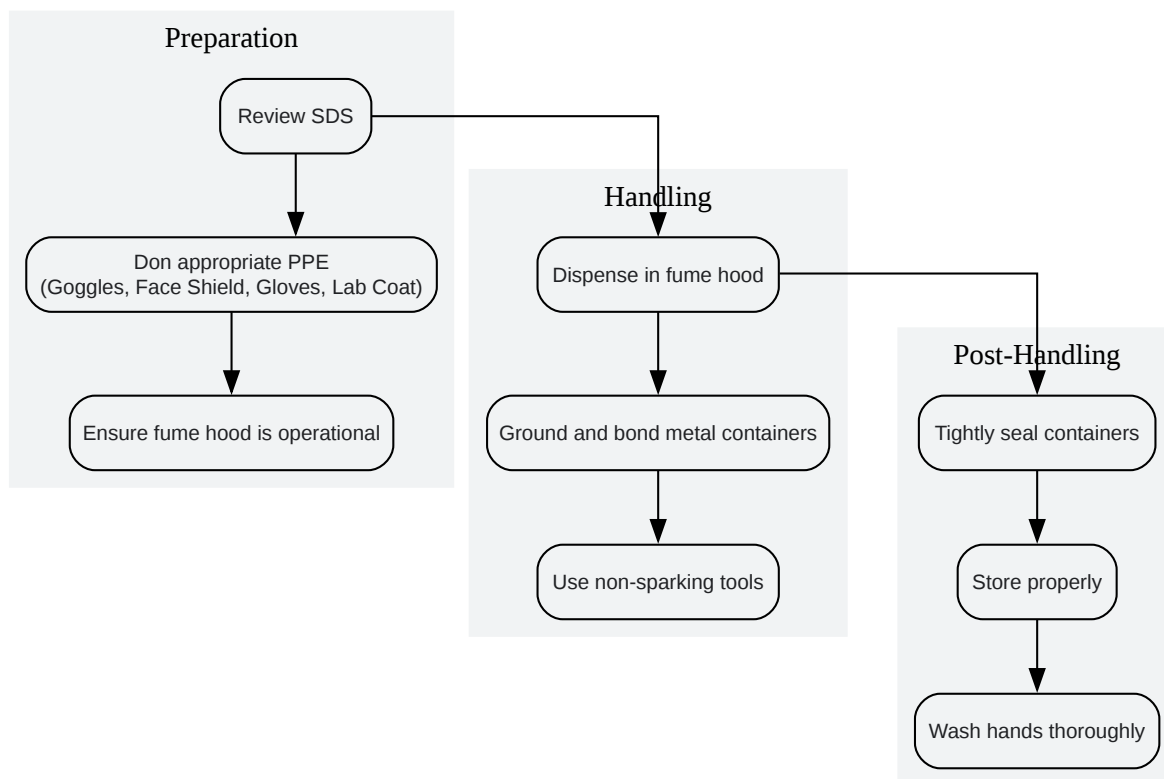 Preparation
Review SDS
Don appropriate PPE
(Goggles, Face Shield, Gloves, Lab Coat)
Ensure fume hood is operational
Handling
Dispense in fume hood
Ground and bond metal containers
Use non-sparking tools
Post-Handling
Tightly seal containers
Store properly
Wash hands thoroughly